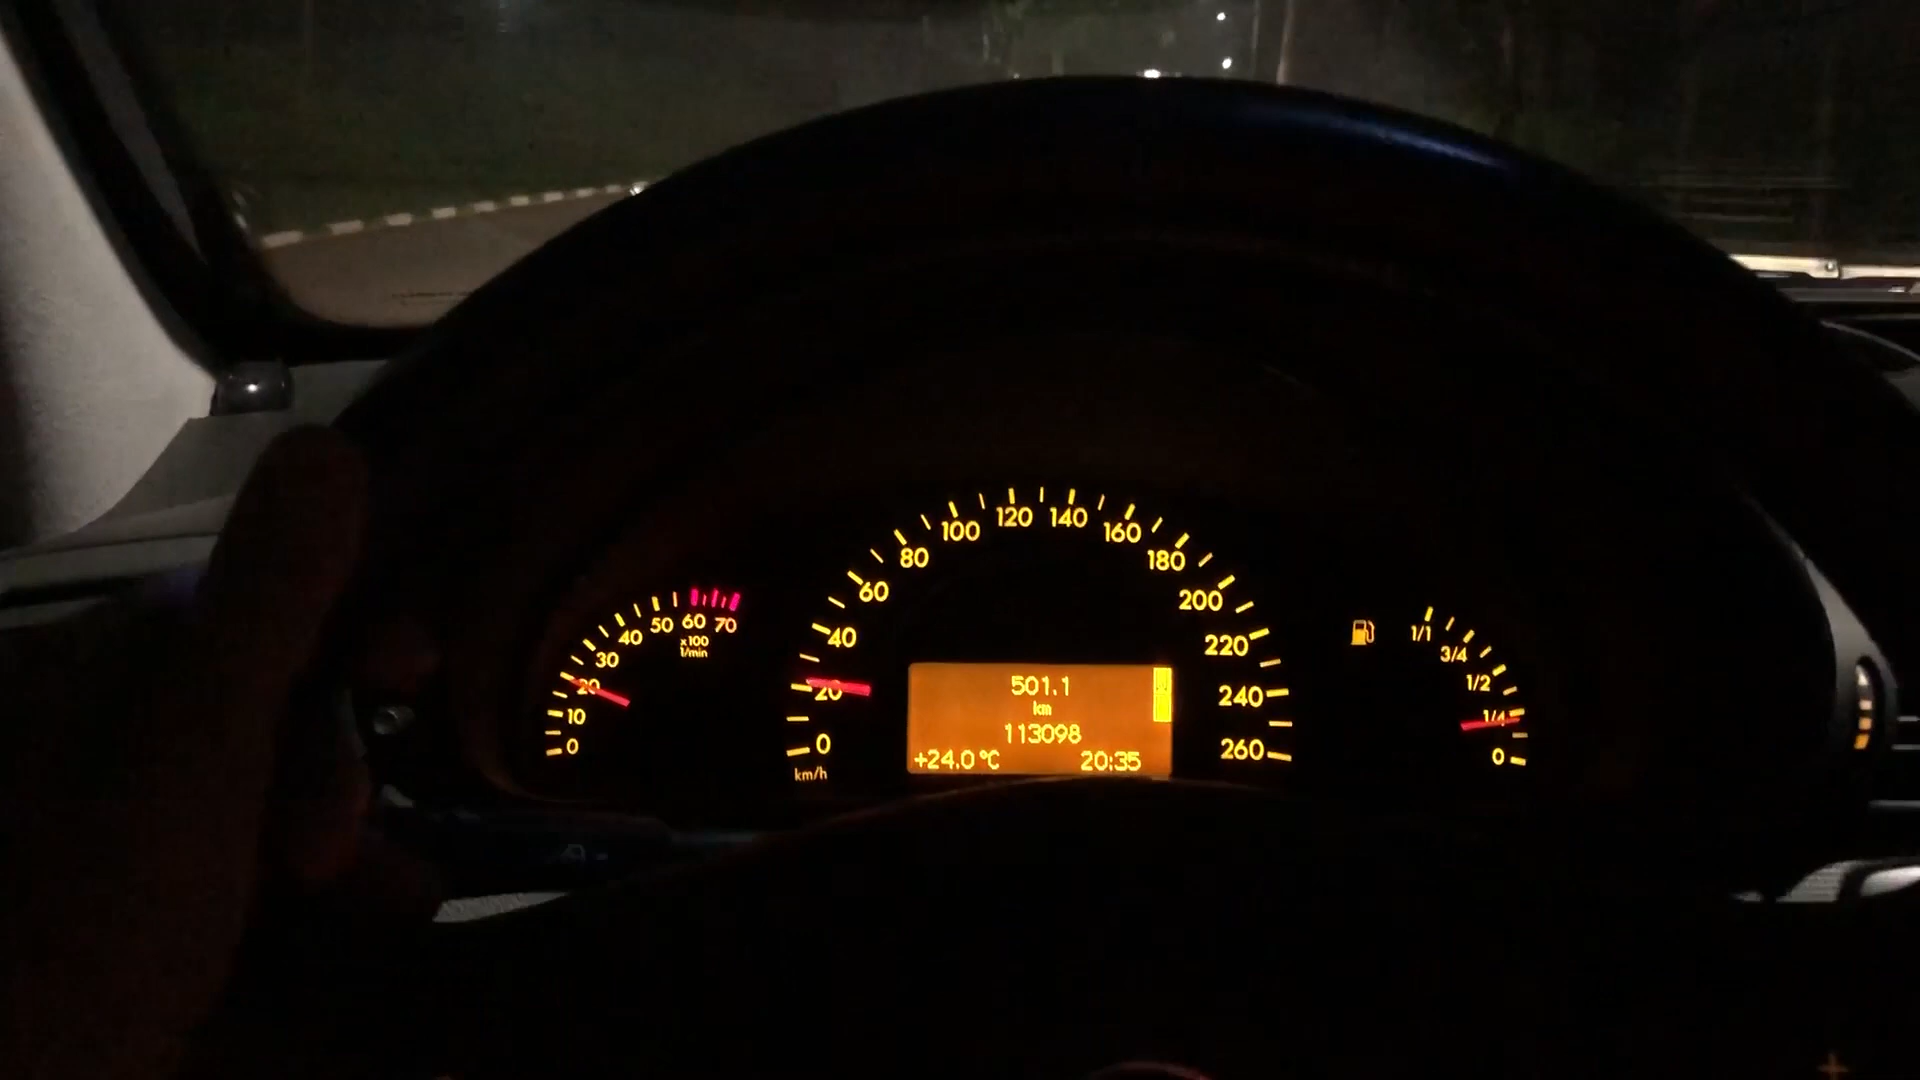 0 10 20 30 40 50 60 70
x100
1/min
0 20 40 60 80 100 120 140 160 180 200 220 240 260
km/h
501.1
km
113098
+24.0°C 20:35
1/1
3/4
1/2
1/4
0